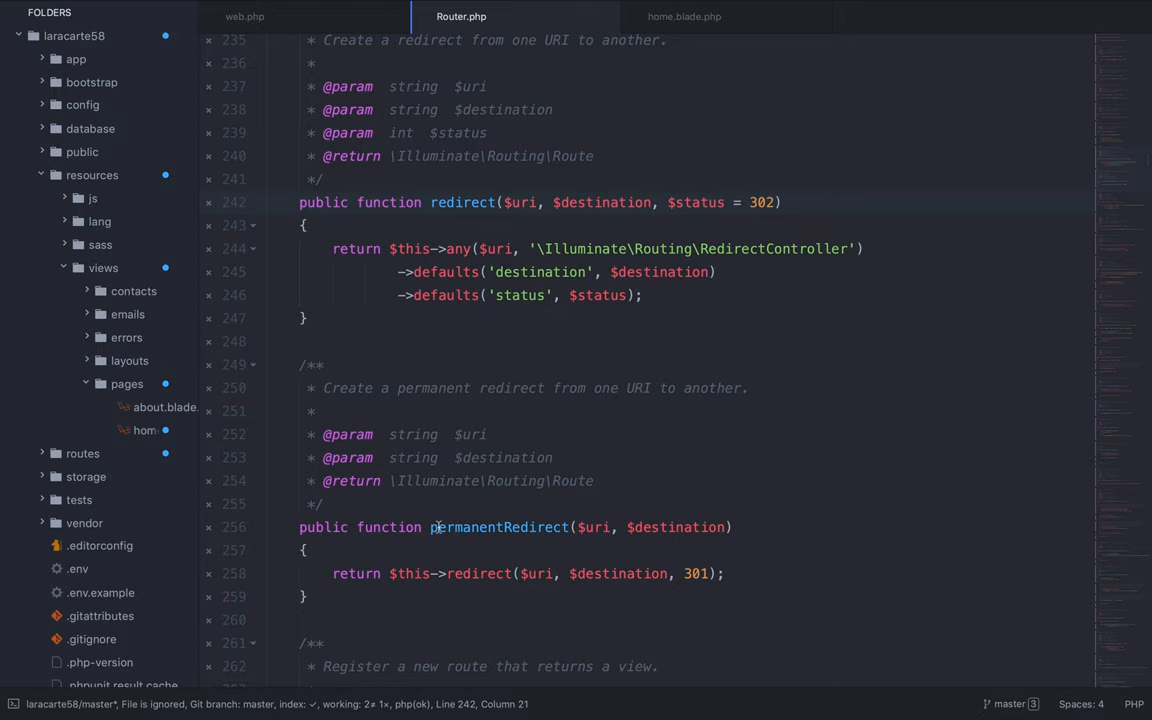 FOLDERS
laracarte58
app
bootstrap
config
database
public
resources
js
lang
sass
views
contacts
emails
errors
layouts
pages
about.blade.
hom
routes
storage
tests
vendor
.editorconfig
.env
.env.example
.gitattributes
.gitignore
.php-version
.phpunit.result.cache
web.php
Router.php
home.blade.php
235 * Create a redirect from one URI to another.
236 *
237 * @param string $uri
238 * @param string $destination
239 * @param int $status
240 * @return \Illuminate\Routing\Route
241 */
242 public function redirect($uri, $destination, $status = 302)
243 {
244 return $this->any($uri, '\Illuminate\Routing\RedirectController')
245 ->defaults('destination', $destination)
246 ->defaults('status', $status);
247 }
248
249 /**
250 * Create a permanent redirect from one URI to another.
251 *
252 * @param string $uri
253 * @param string $destination
254 * @return \Illuminate\Routing\Route
255 */
256 public function permanentRedirect($uri, $destination)
257 {
258 return $this->redirect($uri, $destination, 301);
259 }
260
261 /**
262 * Register a new route that returns a view.
laracarte58/master*, File is ignored, Git branch: master, index: ✓, working: 2≠ 1×, php(ok), Line 242, Column 21
master 3
Spaces: 4
PHP